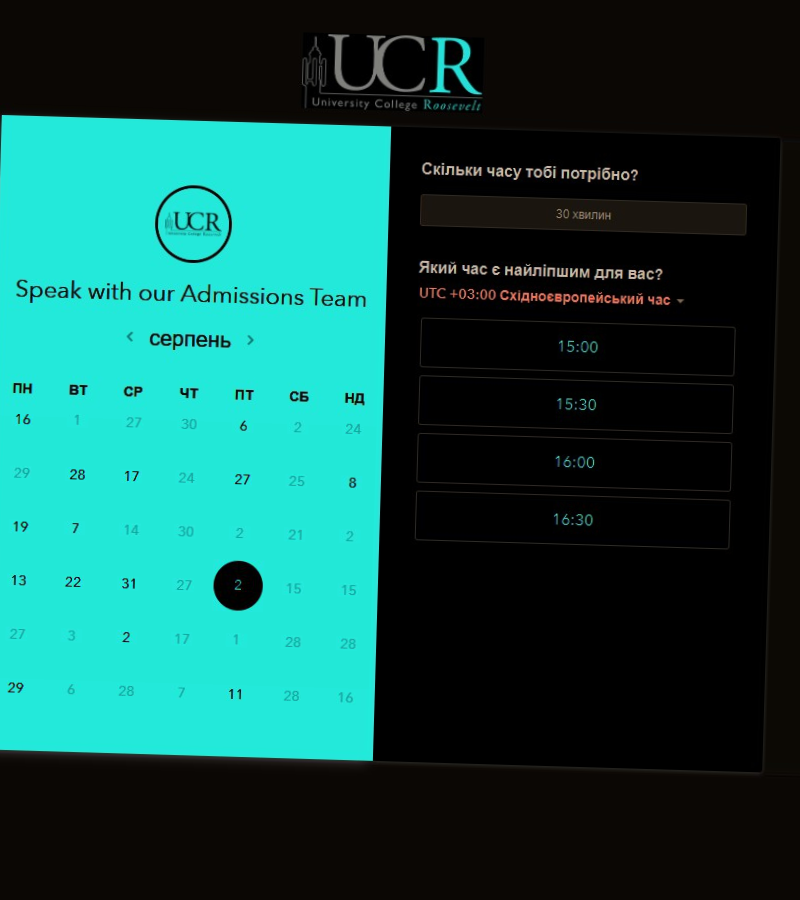 UCR
University College Roosevelt
UCR
University College Roosevelt
Speak with our Admissions Team
серпень
ПН ВТ СР ЧТ ПТ СБ НД
16 1 27 30 6 2 24
29 28 17 24 27 25 8
19 7 14 30 2 21 2
13 22 31 27 2 15 15
27 3 2 17 1 28 28
29 6 28 7 11 28 16
Скільки часу тобі потрібно?
30 хвилин
Який час є найліпшим для вас?
UTC +03:00 Східноєвропейський час
15:00
15:30
16:00
16:30